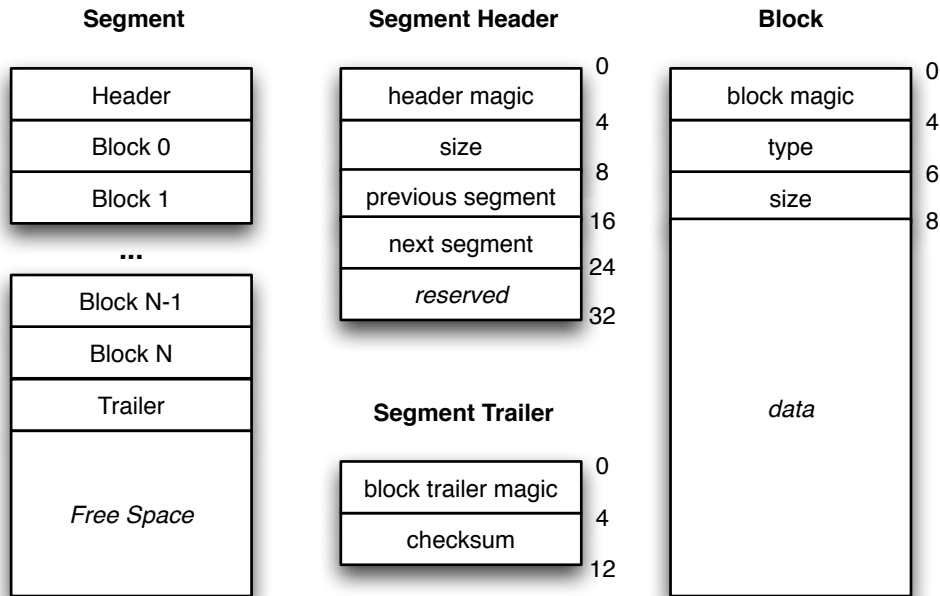 Segment
Header
Block 0
Block 1
...
Block N-1
Block N
Trailer
Free Space
Segment Header
0
header magic
4
size
8
previous segment
16
next segment
24
reserved
32
Segment Trailer
0
block trailer magic
4
checksum
12
Block
0
block magic
4
type
6
size
8
data